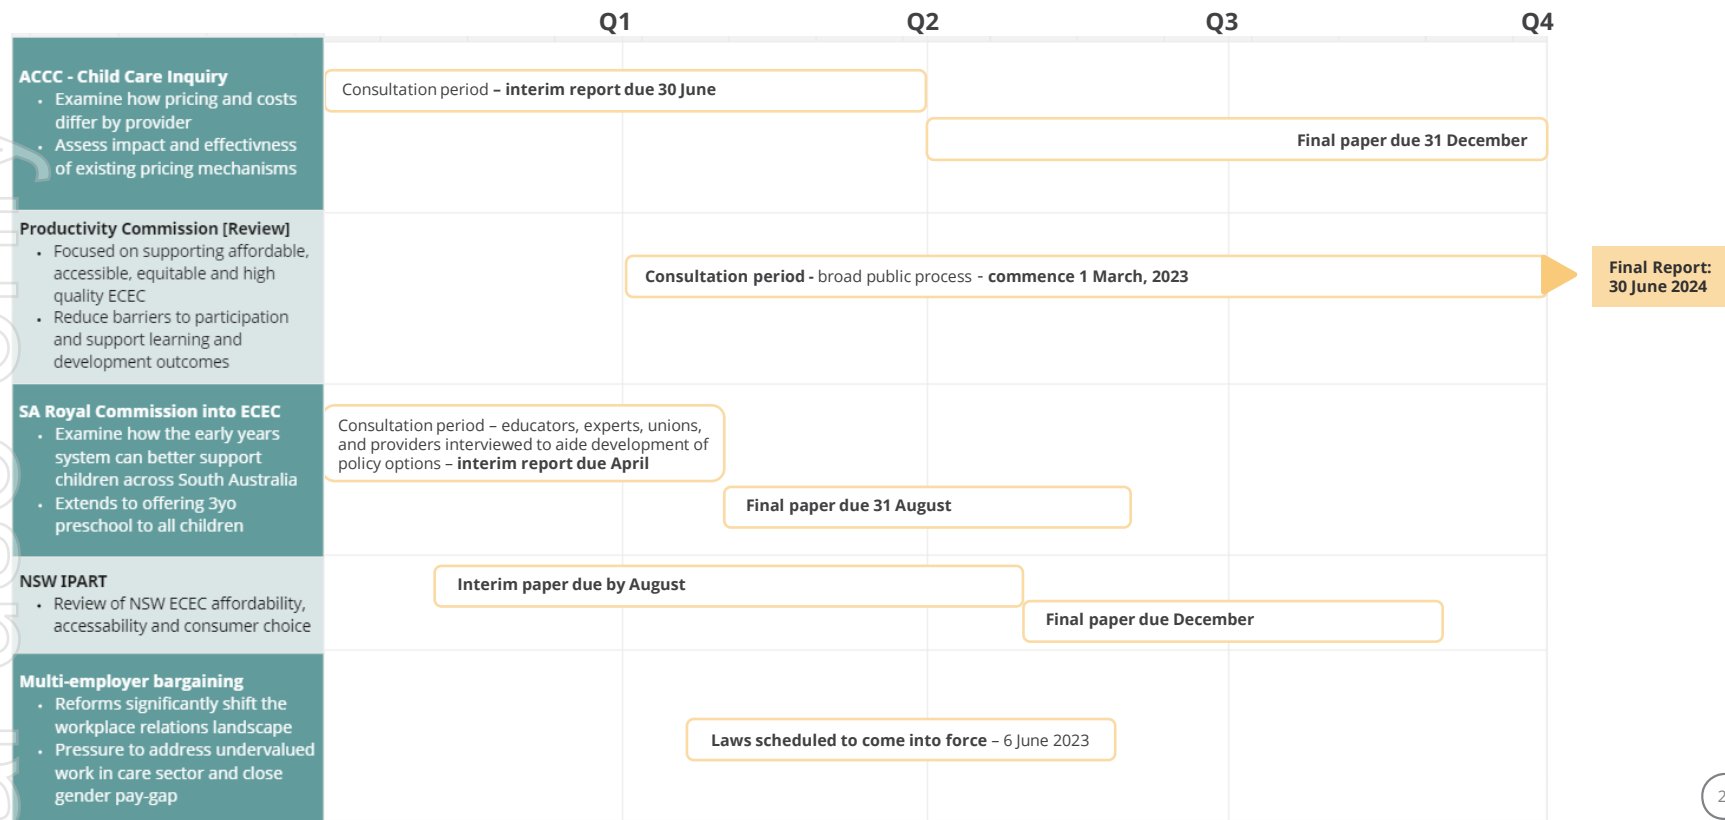 Q1 Q2 Q3 Q4
ACCC - Child Care Inquiry
• Examine how pricing and costs
differ by provider
• Assess impact and effectivness
of existing pricing mechanisms
Consultation period – interim report due 30 June
Final paper due 31 December
Productivity Commission [Review]
• Focused on supporting affordable,
accessible, equitable and high
quality ECEC
• Reduce barriers to participation
and support learning and
development outcomes
Consultation period - broad public process - commence 1 March, 2023
Final Report:
30 June 2024
SA Royal Commission into ECEC
• Examine how the early years
system can better support
children across South Australia
• Extends to offering 3yo
preschool to all children
Consultation period – educators, experts, unions,
and providers interviewed to aide development of
policy options – interim report due April
Final paper due 31 August
NSW IPART
• Review of NSW ECEC affordability,
accessability and consumer choice
Interim paper due by August
Final paper due December
Multi-employer bargaining
• Reforms significantly shift the
workplace relations landscape
• Pressure to address undervalued
work in care sector and close
gender pay-gap
Laws scheduled to come into force – 6 June 2023